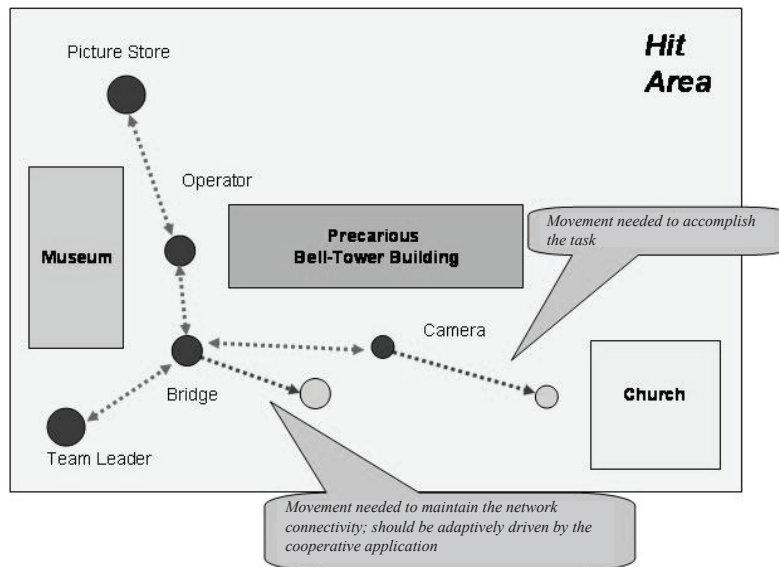 Picture Store
Hit
Area
Operator
Museum
Precarious
Bell-Tower Building
Movement needed to accomplish
the task
Camera
Bridge
Church
Team Leader
Movement needed to maintain the network
connectivity; should be adaptively driven by the
cooperative application